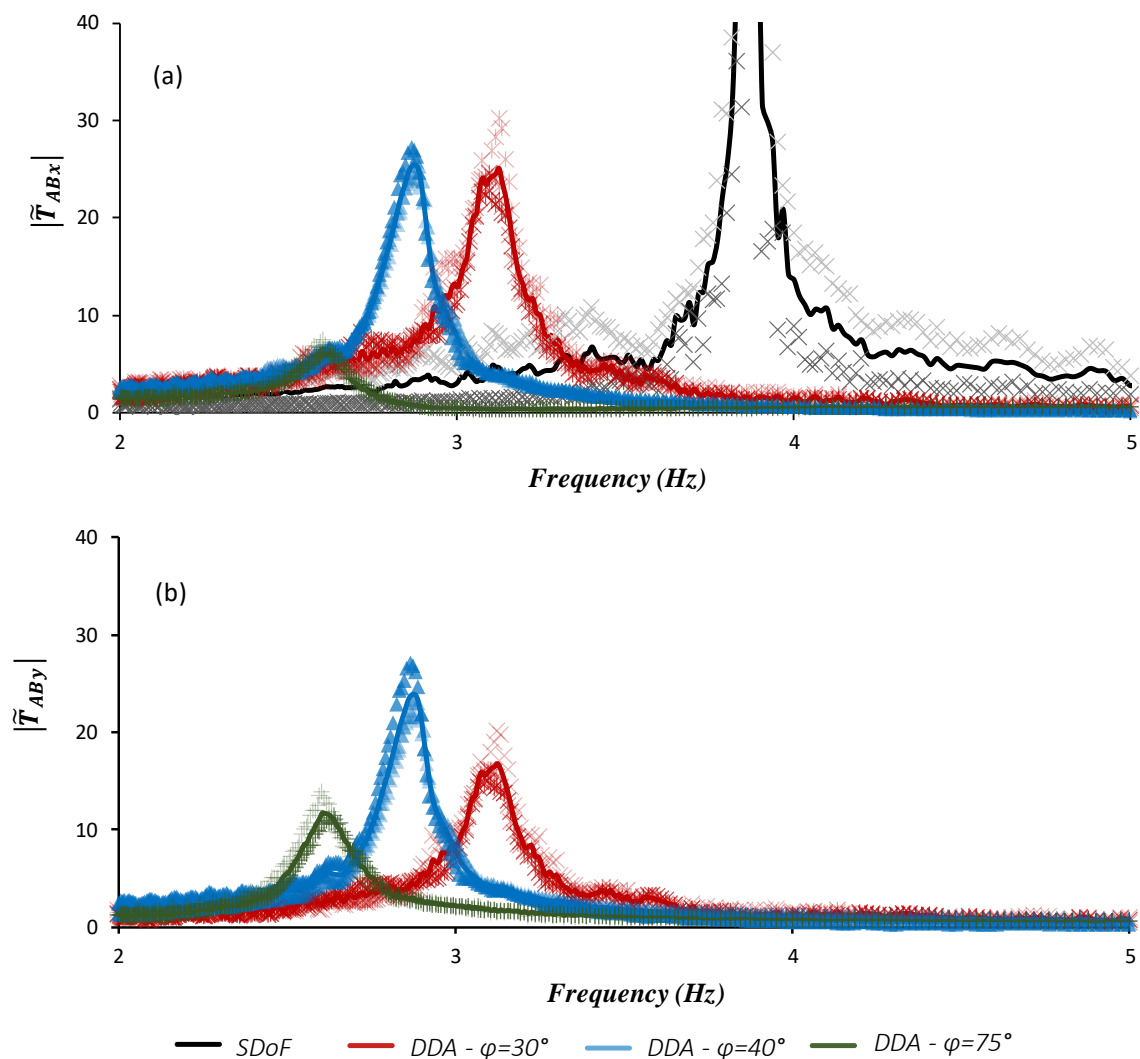 40
(a)
30
|T̃ABx|
20
10
0
2 3 4 5
Frequency (Hz)
40
(b)
30
|T̃ABy|
20
10
0
2 3 4 5
Frequency (Hz)
SDoF DDA - φ=30° DDA - φ=40° DDA - φ=75°